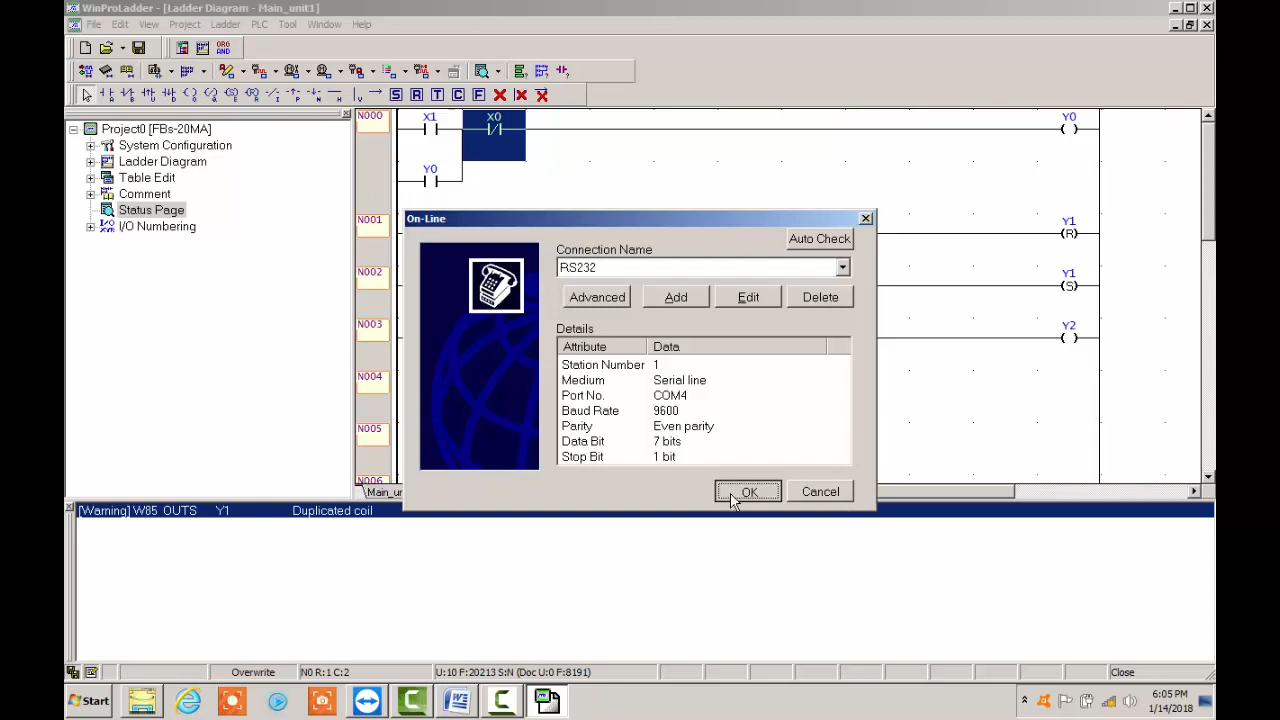 WinProLadder - [Ladder Diagram - Main_unit1]
File Edit View Project Ladder PLC Tool Window Help
ORG
AND
A B U D O Q S R I P N H V
S R T C F
Project0 [FBs-20MA]
System Configuration
Ladder Diagram
Table Edit
Comment
Status Page
I/O Numbering
N000
X1
X0
Y0
Y0
N001
Y1
(R)
N002
Y1
(S)
N003
Y2
N004
N005
N006
On-Line
Auto Check
Connection Name
RS232
Advanced Add Edit Delete
Details
Attribute Data
Station Number 1
Medium Serial line
Port No. COM4
Baud Rate 9600
Parity Even parity
Data Bit 7 bits
Stop Bit 1 bit
OK Cancel
Main_un
[Warning] W85 OUTS Y1 Duplicated coil
Overwrite N0 R:1 C:2 U:10 F:20213 S:N (Doc U:0 F:8191) Close
Start
6:05 PM
1/14/2018